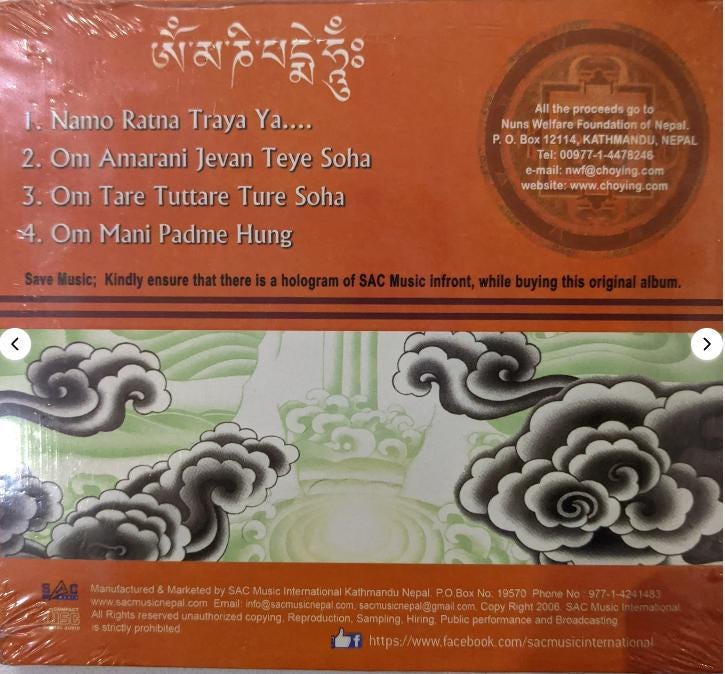 ༀ་མ་ཎི་པདྨེ་ཧཱུྃ༔
1. Namo Ratna Traya Ya....
2. Om Amarani Jevan Teye Soha
3. Om Tare Tuttare Ture Soha
4. Om Mani Padme Hung
All the proceeds go to
Nuns Welfare Foundation of Nepal.
P. O. Box 12114, KATHMANDU, NEPAL
Tel: 00977-1-4478246
e-mail: nwf@choying.com
website: www.choying.com
Save Music; Kindly ensure that there is a hologram of SAC Music infront, while buying this original album.
SAC
MUSIC
COMPACT
disc
DIGITAL AUDIO
Manufactured & Marketed by SAC Music International Kathmandu Nepal. P.O.Box No. 19570 Phone No : 977-1-4241483
www.sacmusicnepal.com Email: info@sacmusicnepal.com, sacmusicnepal@gmail.com, Copy Right 2006. SAC Music International.
All Rights reserved unauthorized copying, Reproduction, Sampling, Hiring, Public performance and Broadcasting
is strictly prohibited.
f https://www.facebook.com/sacmusicinternational